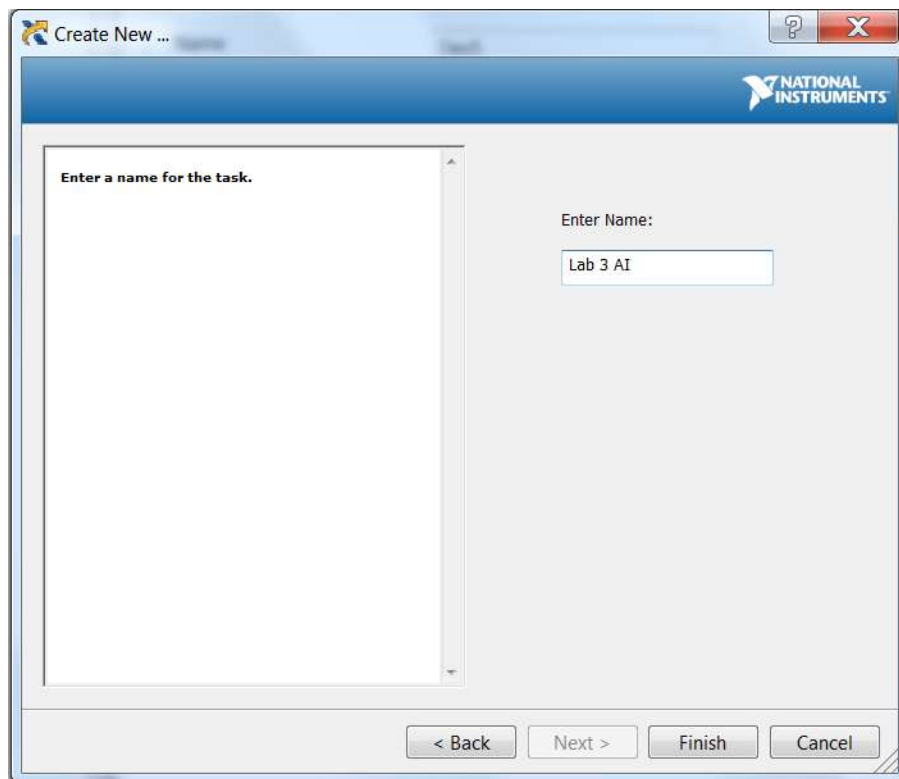 Create New ...
NATIONAL
INSTRUMENTS
Enter a name for the task.
Enter Name:
Lab 3 AI
< Back
Next >
Finish
Cancel